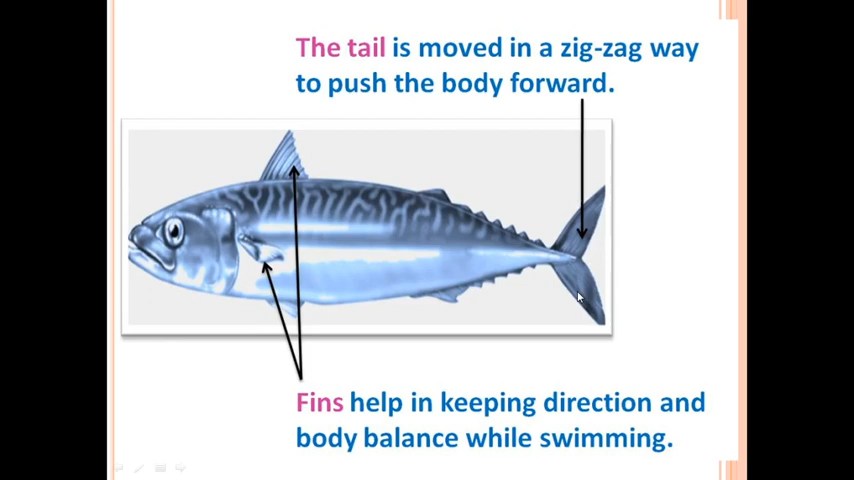 The tail is moved in a zig-zag way
to push the body forward.
Fins help in keeping direction and
body balance while swimming.